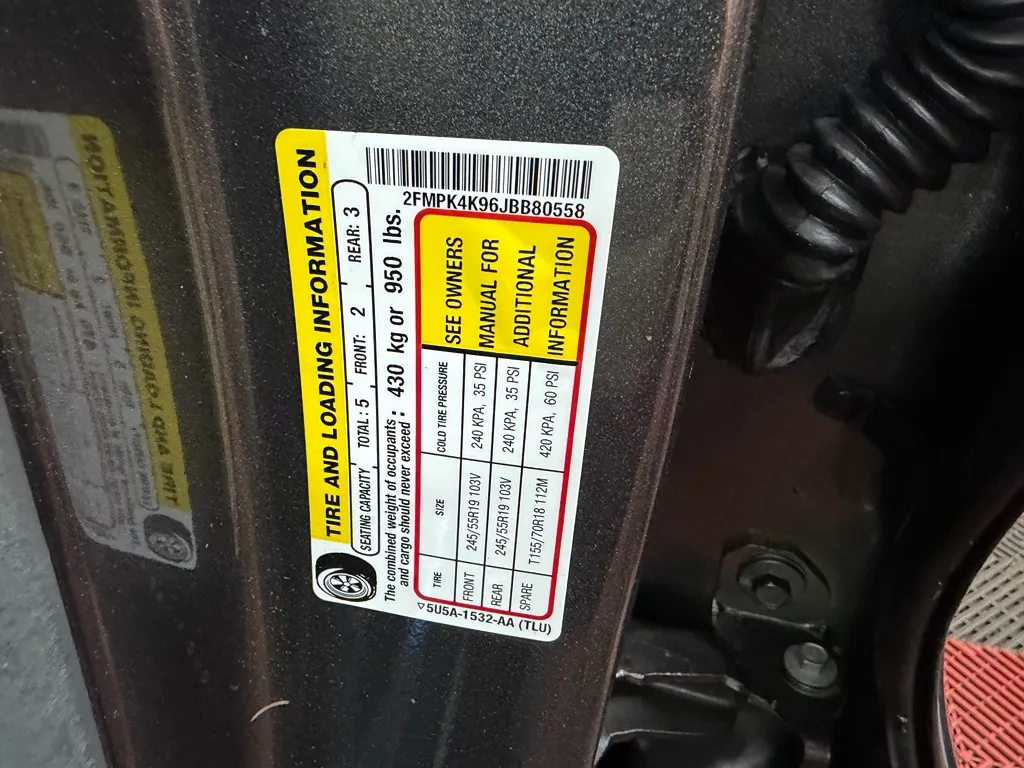 TIRE AND LOADING INFORMATION
SEATING CAPACITY TOTAL: 5 FRONT: 2 REAR: 3
The combined weight of occupants and cargo should never exceed: 430 kg or 950 lbs.
2FMPK4K96JBB80558
TIRE SIZE COLD TIRE PRESSURE
FRONT 245/55R19 103V 240 KPA, 35 PSI
REAR 245/55R19 103V 240 KPA, 35 PSI
SPARE T155/70R18 112M 420 KPA, 60 PSI
SEE OWNERS
MANUAL FOR
ADDITIONAL
INFORMATION
5U5A-1532-AA (TLU)